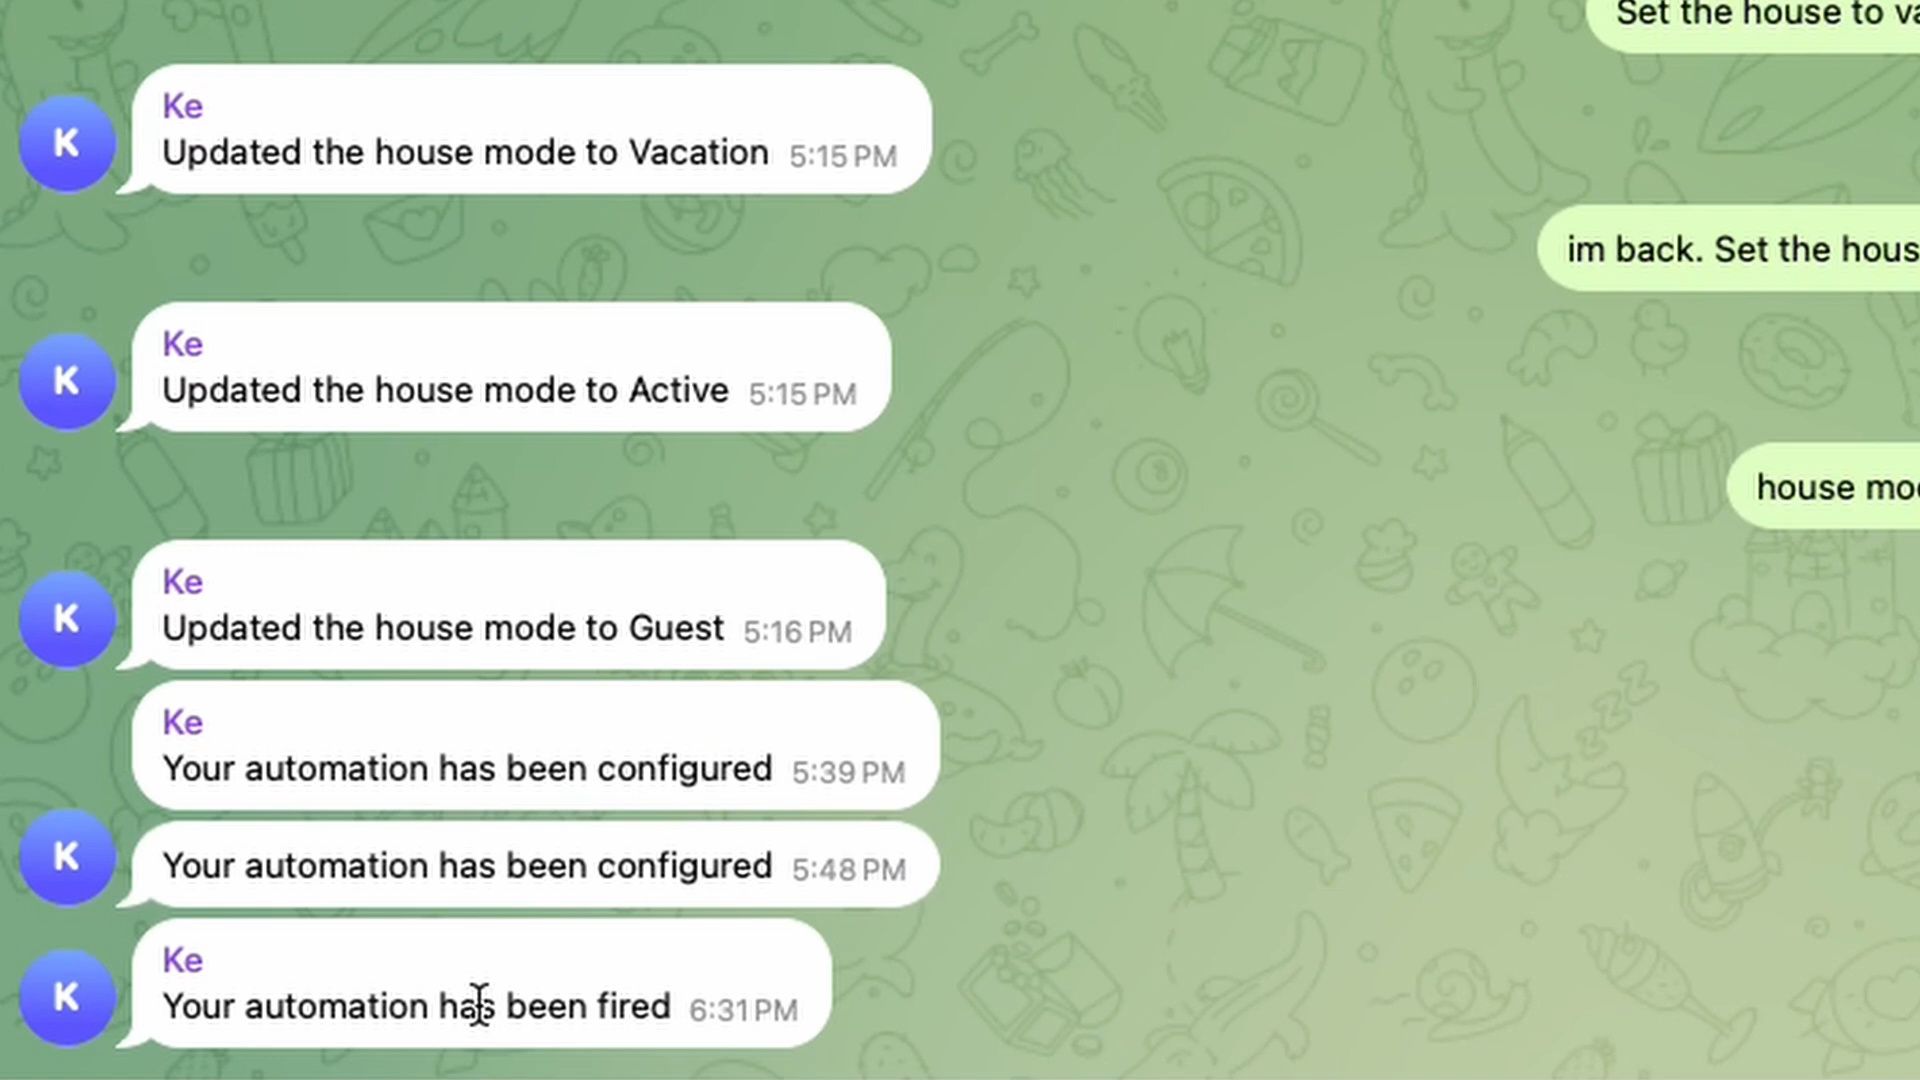 Set the house to
Ke
K
Updated the house mode to Vacation 5:15 PM
im back. Set the
Ke
K
Updated the house mode to Active 5:15 PM
house
Ke
K
Updated the house mode to Guest 5:16 PM
Ke
Your automation has been configured 5:39 PM
K
Your automation has been configured 5:48 PM
Ke
K
Your automation has been fired 6:31 PM